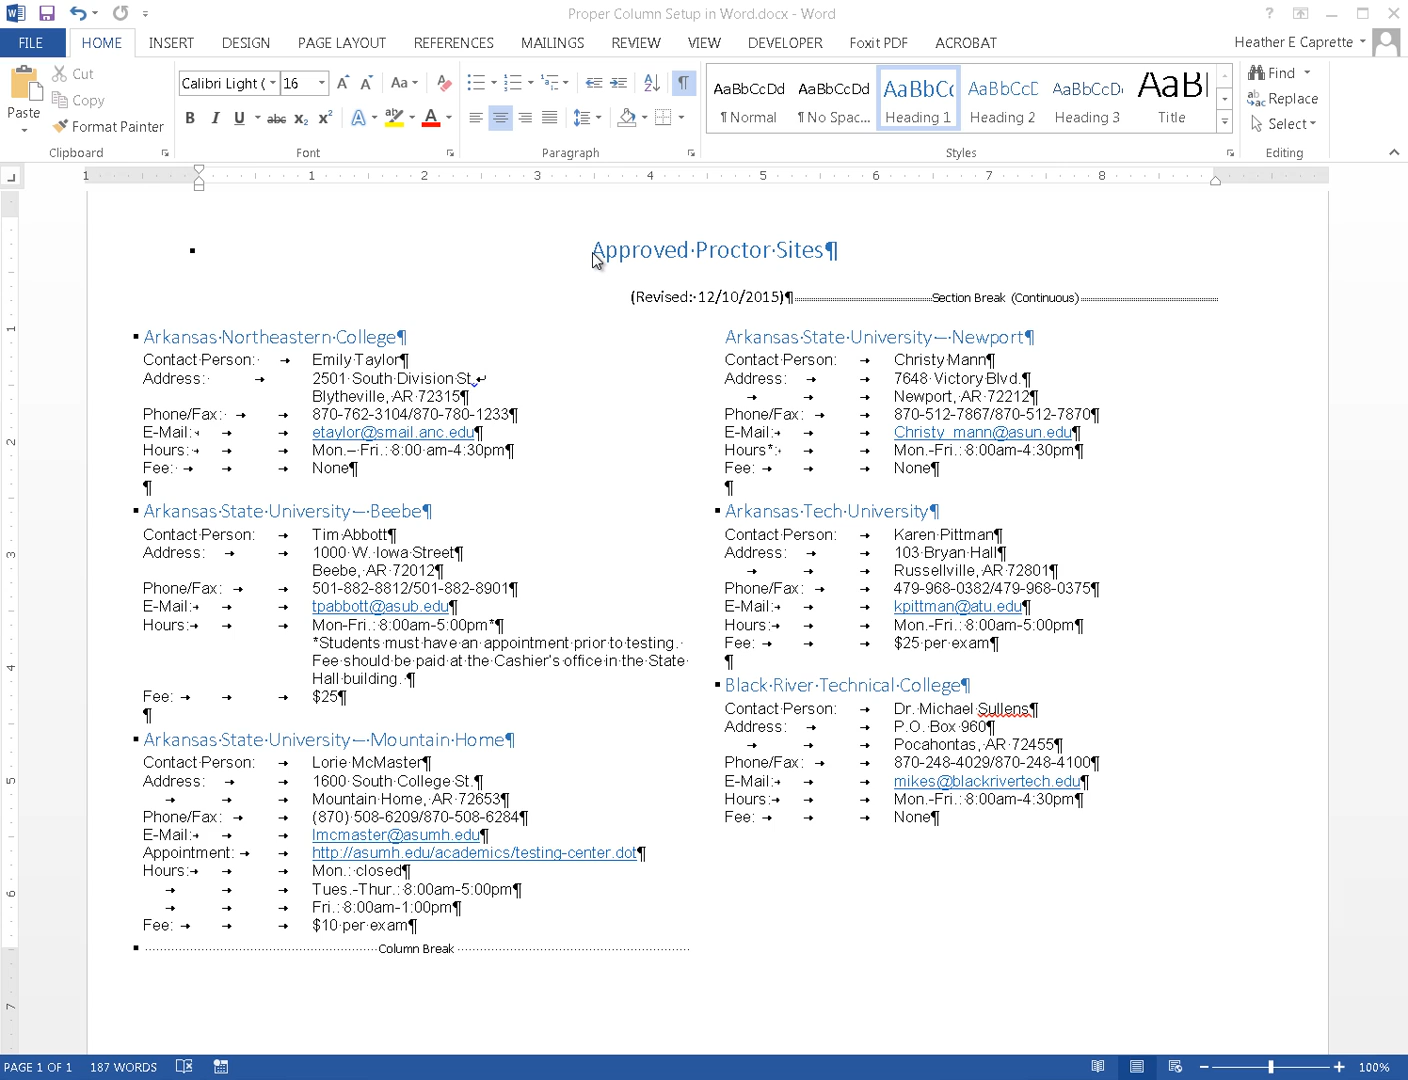 Proper Column Setup in Word.docx - Word
FILE HOME INSERT DESIGN PAGE LAYOUT REFERENCES MAILINGS REVIEW VIEW DEVELOPER Foxit PDF ACROBAT Heather E Caprette
Paste
Cut
Copy
Format Painter
Clipboard
Calibri Light ( 16
Font
Paragraph
AaBbCcDd AaBbCcDd AaBbCc AaBbCcD AaBbCcD AaBl
¶ Normal ¶ No Spac... Heading 1 Heading 2 Heading 3 Title
Styles
Find
Replace
Select
Editing
1 1 2 3 4 5 6 7 8
Approved Proctor Sites¶
(Revised: 12/10/2015)¶ Section Break (Continuous)
Arkansas Northeastern College¶
Contact Person: Emily Taylor¶
Address: 2501 South Division St.
Blytheville, AR 72315¶
Phone/Fax: 870-762-3104/870-780-1233¶
E-Mail: etaylor@smail.anc.edu¶
Hours: Mon.– Fri.: 8:00 am-4:30pm¶
Fee: None¶
¶
Arkansas State University – Beebe¶
Contact Person: Tim Abbott¶
Address: 1000 W. Iowa Street¶
Beebe, AR 72012¶
Phone/Fax: 501-882-8812/501-882-8901¶
E-Mail: tpabbott@asub.edu¶
Hours: Mon-Fri.: 8:00am-5:00pm*¶
*Students must have an appointment prior to testing.
Fee should be paid at the Cashier's office in the State
Hall building. ¶
Fee: $25¶
¶
Arkansas State University – Mountain Home¶
Contact Person: Lorie McMaster¶
Address: 1600 South College St.¶
Mountain Home, AR 72653¶
Phone/Fax: (870) 508-6209/870-508-6284¶
E-Mail: lmcmaster@asumh.edu¶
Appointment: http://asumh.edu/academics/testing-center.dot¶
Hours: Mon.: closed¶
Tues.-Thur.: 8:00am-5:00pm¶
Fri.: 8:00am-1:00pm¶
Fee: $10 per exam¶
Column Break
Arkansas State University – Newport¶
Contact Person: Christy Mann¶
Address: 7648 Victory Blvd.¶
Newport, AR 72212¶
Phone/Fax: 870-512-7867/870-512-7870¶
E-Mail: Christy_mann@asun.edu¶
Hours*: Mon.-Fri.: 8:00am-4:30pm¶
Fee: None¶
¶
Arkansas Tech University¶
Contact Person: Karen Pittman¶
Address: 103 Bryan Hall¶
Russellville, AR 72801¶
Phone/Fax: 479-968-0382/479-968-0375¶
E-Mail: kpittman@atu.edu¶
Hours: Mon.-Fri.: 8:00am-5:00pm¶
Fee: $25 per exam¶
¶
Black River Technical College¶
Contact Person: Dr. Michael Sullens¶
Address: P.O. Box 960¶
Pocahontas, AR 72455¶
Phone/Fax: 870-248-4029/870-248-4100¶
E-Mail: mikes@blackrivertech.edu¶
Hours: Mon.-Fri.: 8:00am-4:30pm¶
Fee: None¶
1
2
3
4
5
6
7
PAGE 1 OF 1 187 WORDS 100%